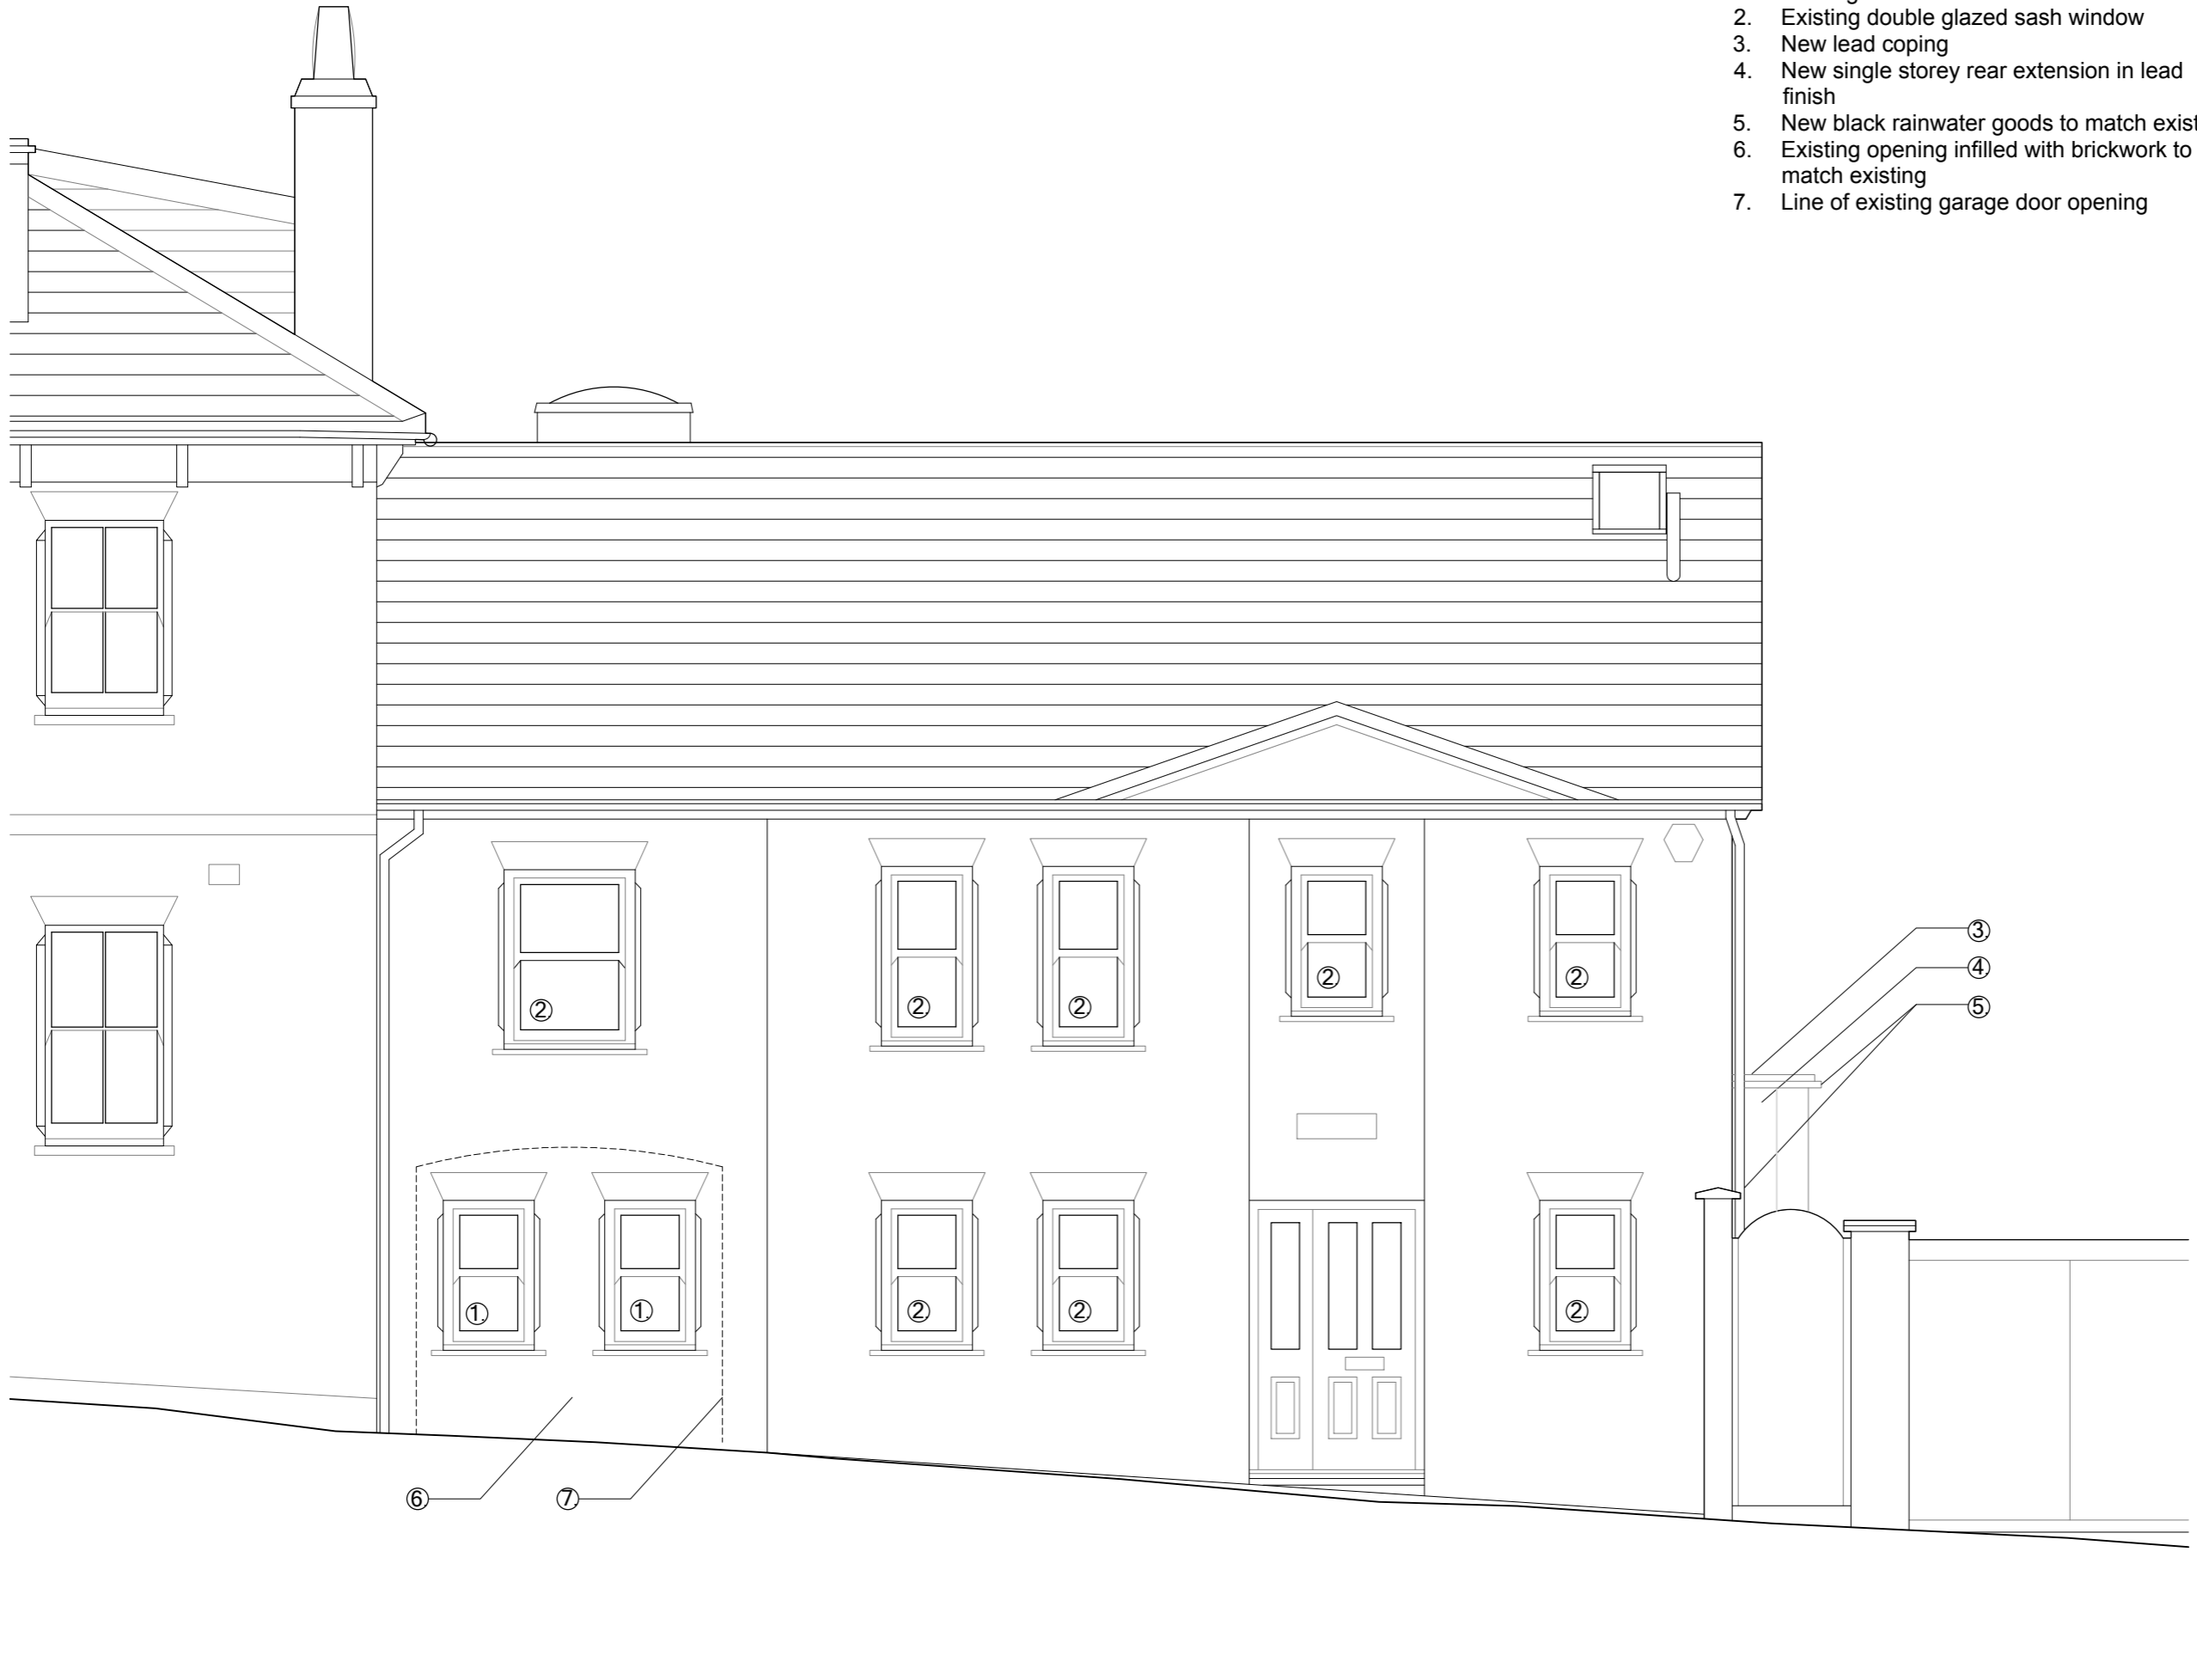 2. Existing double glazed sash window
3. New lead coping
4. New single storey rear extension in lead
finish
5. New black rainwater goods to match exist
6. Existing opening infilled with brickwork to
match existing
7. Line of existing garage door opening
3.
4.
5.
2.
2.
2.
2.
2.
1.
1.
2.
2.
2.
6.
7.